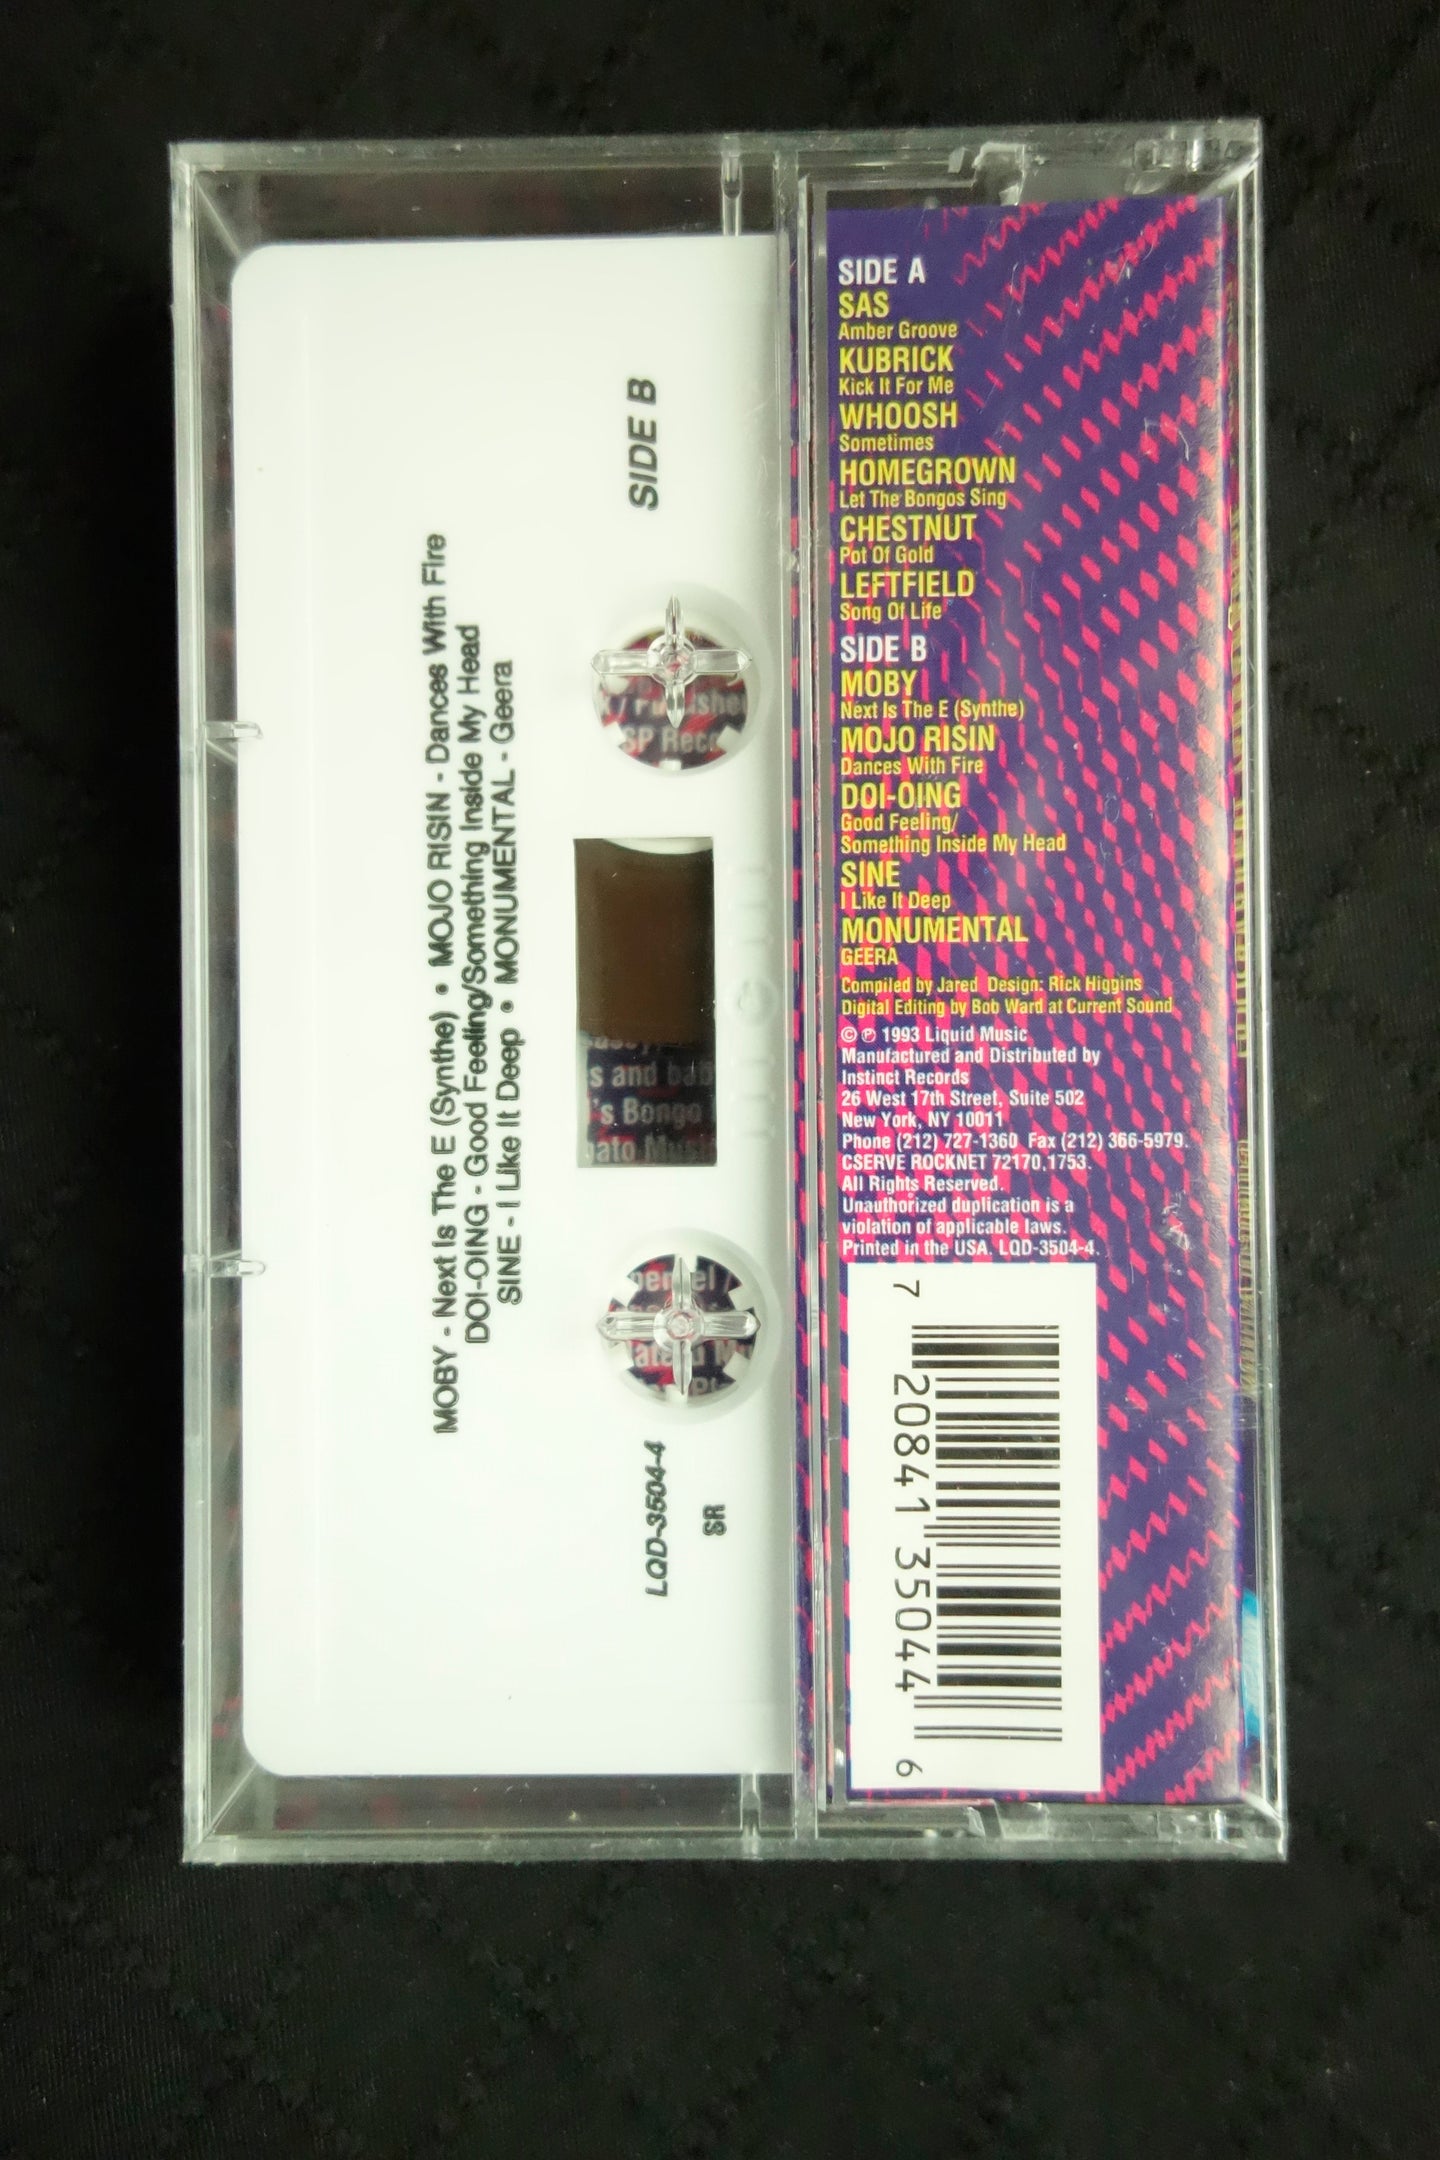 SIDE B
MOBY - Next Is The E (Synthe) • MOJO RISIN - Dances With Fire
DOI-OING - Good Feeling/Something Inside My Head
SINE - I Like It Deep • MONUMENTAL - Geera
LQD-3504-4
SR
SIDE A
SAS
Amber Groove
KUBRICK
Kick It For Me
WHOOSH
Sometimes
HOMEGROWN
Let The Bongos Sing
CHESTNUT
Pot Of Gold
LEFTFIELD
Song Of Life
SIDE B
MOBY
Next Is The E (Synthe)
MOJO RISIN
Dances With Fire
DOI-OING
Good Feeling/
Something Inside My Head
SINE
I Like It Deep
MONUMENTAL
GEERA
Compiled by Jared Design: Rick Higgins
Digital Editing by Bob Ward at Current Sound
© ℗ 1993 Liquid Music
Manufactured and Distributed by
Instinct Records
26 West 17th Street, Suite 502
New York, NY 10011
Phone (212) 727-1360 Fax (212) 366-5979.
CSERVE ROCKNET 72170,1753.
All Rights Reserved.
Unauthorized duplication is a
violation of applicable laws.
Printed in the USA. LQD-3504-4.
7 20841 35044 6
s and
's Bongo